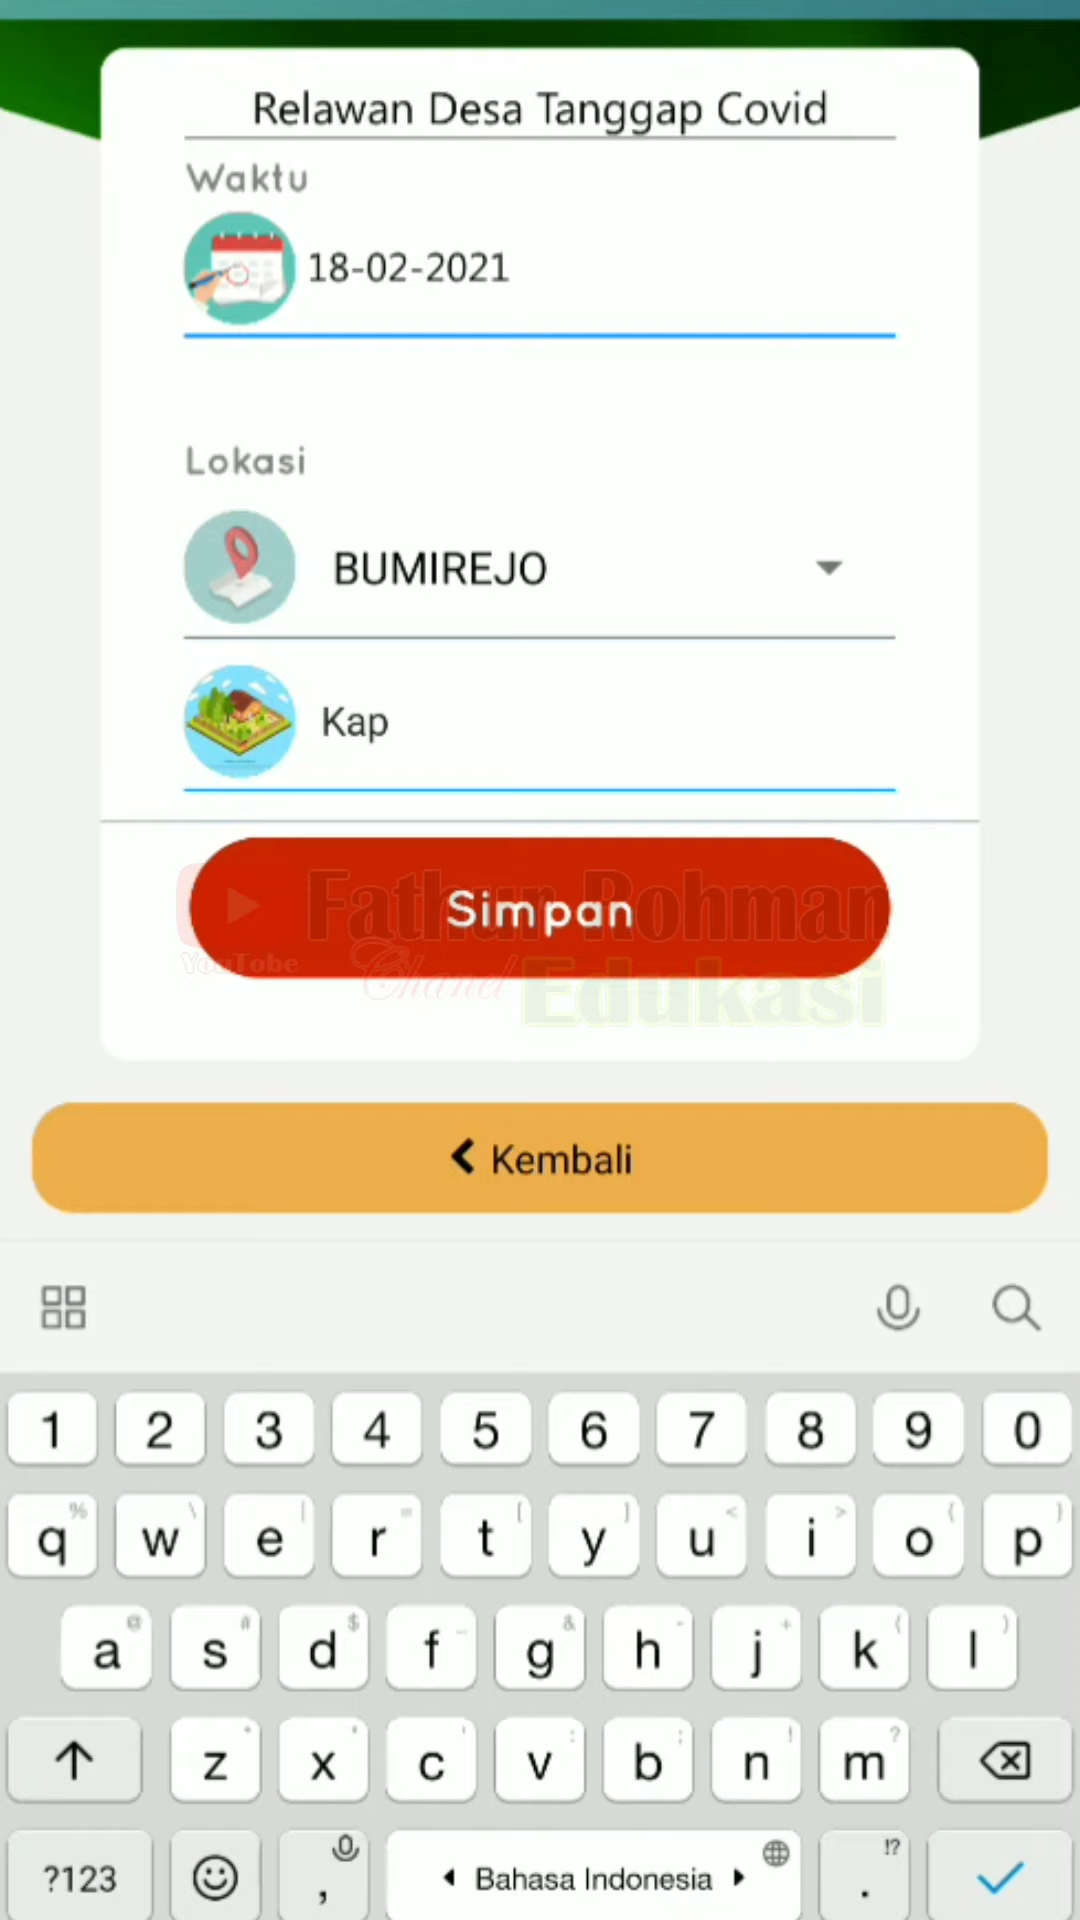 Relawan Desa Tanggap Covid
Waktu
18-02-2021
Lokasi
BUMIREJO
Kap
Simpan
Fathur Rohman
YouTobe Chanel Edukasi
Kembali
1 2 3 4 5 6 7 8 9 0
q w e r t y u i o p
a s d f g h j k l
z x c v b n m
?123 , Bahasa Indonesia . !?